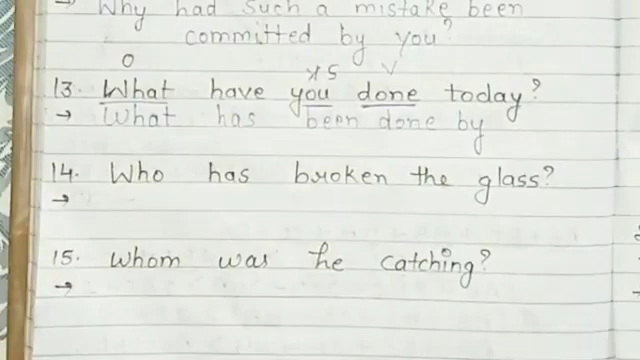 → Why had such a mistake been
committed by you?
O *S V
13. What have you done today?
→ What has been done by
14. Who has broken the glass?
→
15. Whom was he catching?
→